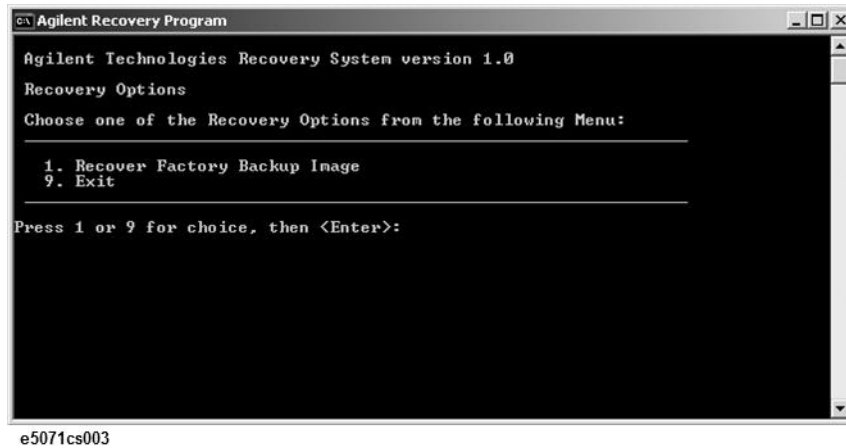 Agilent Recovery Program
Agilent Technologies Recovery System version 1.0
Recovery Options
Choose one of the Recovery Options from the following Menu:
1. Recover Factory Backup Image
9. Exit
Press 1 or 9 for choice, then <Enter>:
e5071cs003